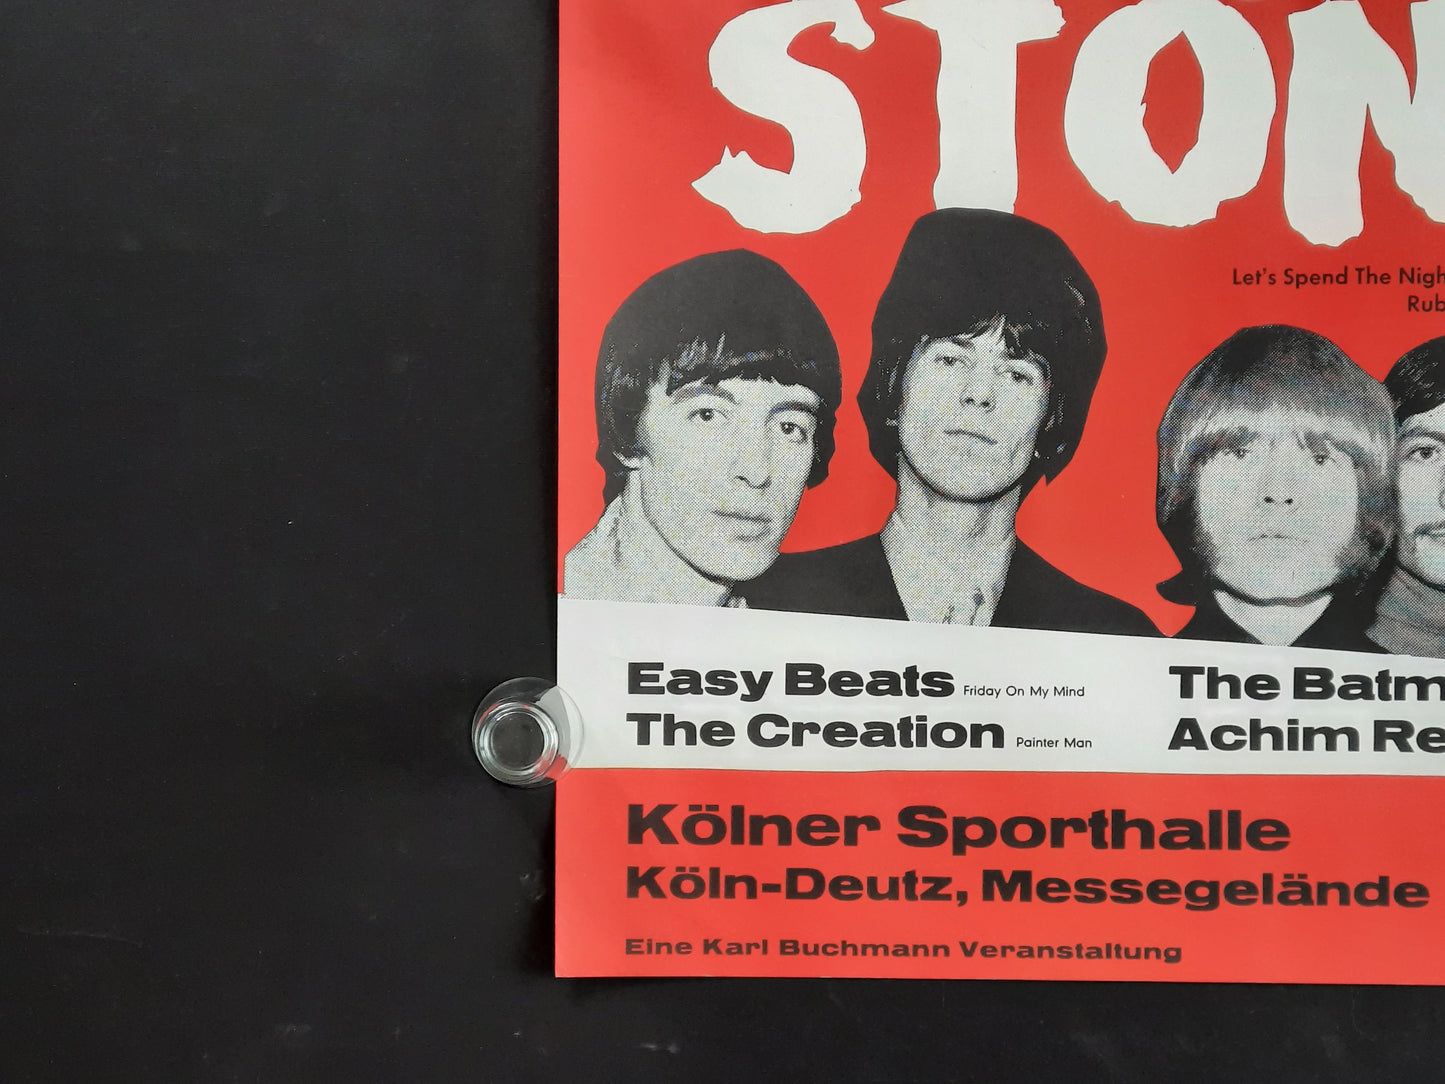 STON
Let's Spend The Nigh
Rub
Easy Beats Friday On My Mind
The Creation Painter Man
The Batm
Achim Re
Kölner Sporthalle
Köln-Deutz, Messegelände
Eine Karl Buchmann Veranstaltung